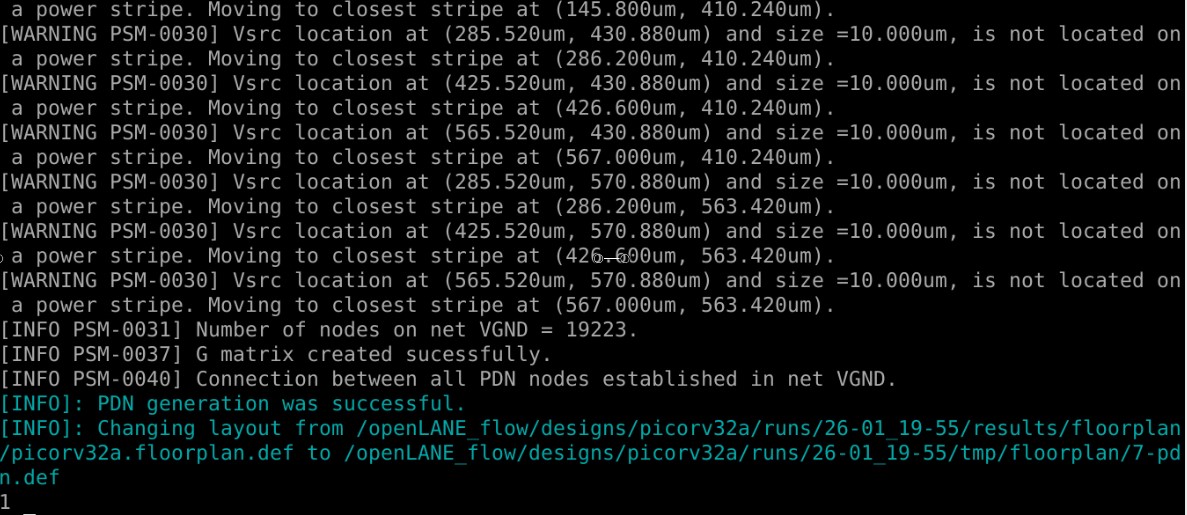 a power stripe. Moving to closest stripe at (145.800um, 410.240um).
[WARNING PSM-0030] Vsrc location at (285.520um, 430.880um) and size =10.000um, is not located on
 a power stripe. Moving to closest stripe at (286.200um, 410.240um).
[WARNING PSM-0030] Vsrc location at (425.520um, 430.880um) and size =10.000um, is not located on
 a power stripe. Moving to closest stripe at (426.600um, 410.240um).
[WARNING PSM-0030] Vsrc location at (565.520um, 430.880um) and size =10.000um, is not located on
 a power stripe. Moving to closest stripe at (567.000um, 410.240um).
[WARNING PSM-0030] Vsrc location at (285.520um, 570.880um) and size =10.000um, is not located on
 a power stripe. Moving to closest stripe at (286.200um, 563.420um).
[WARNING PSM-0030] Vsrc location at (425.520um, 570.880um) and size =10.000um, is not located on
 a power stripe. Moving to closest stripe at (426.600um, 563.420um).
[WARNING PSM-0030] Vsrc location at (565.520um, 570.880um) and size =10.000um, is not located on
 a power stripe. Moving to closest stripe at (567.000um, 563.420um).
[INFO PSM-0031] Number of nodes on net VGND = 19223.
[INFO PSM-0037] G matrix created sucessfully.
[INFO PSM-0040] Connection between all PDN nodes established in net VGND.
[INFO]: PDN generation was successful.
[INFO]: Changing layout from /openLANE_flow/designs/picorv32a/runs/26-01_19-55/results/floorplan
/picorv32a.floorplan.def to /openLANE_flow/designs/picorv32a/runs/26-01_19-55/tmp/floorplan/7-pd
n.def
1